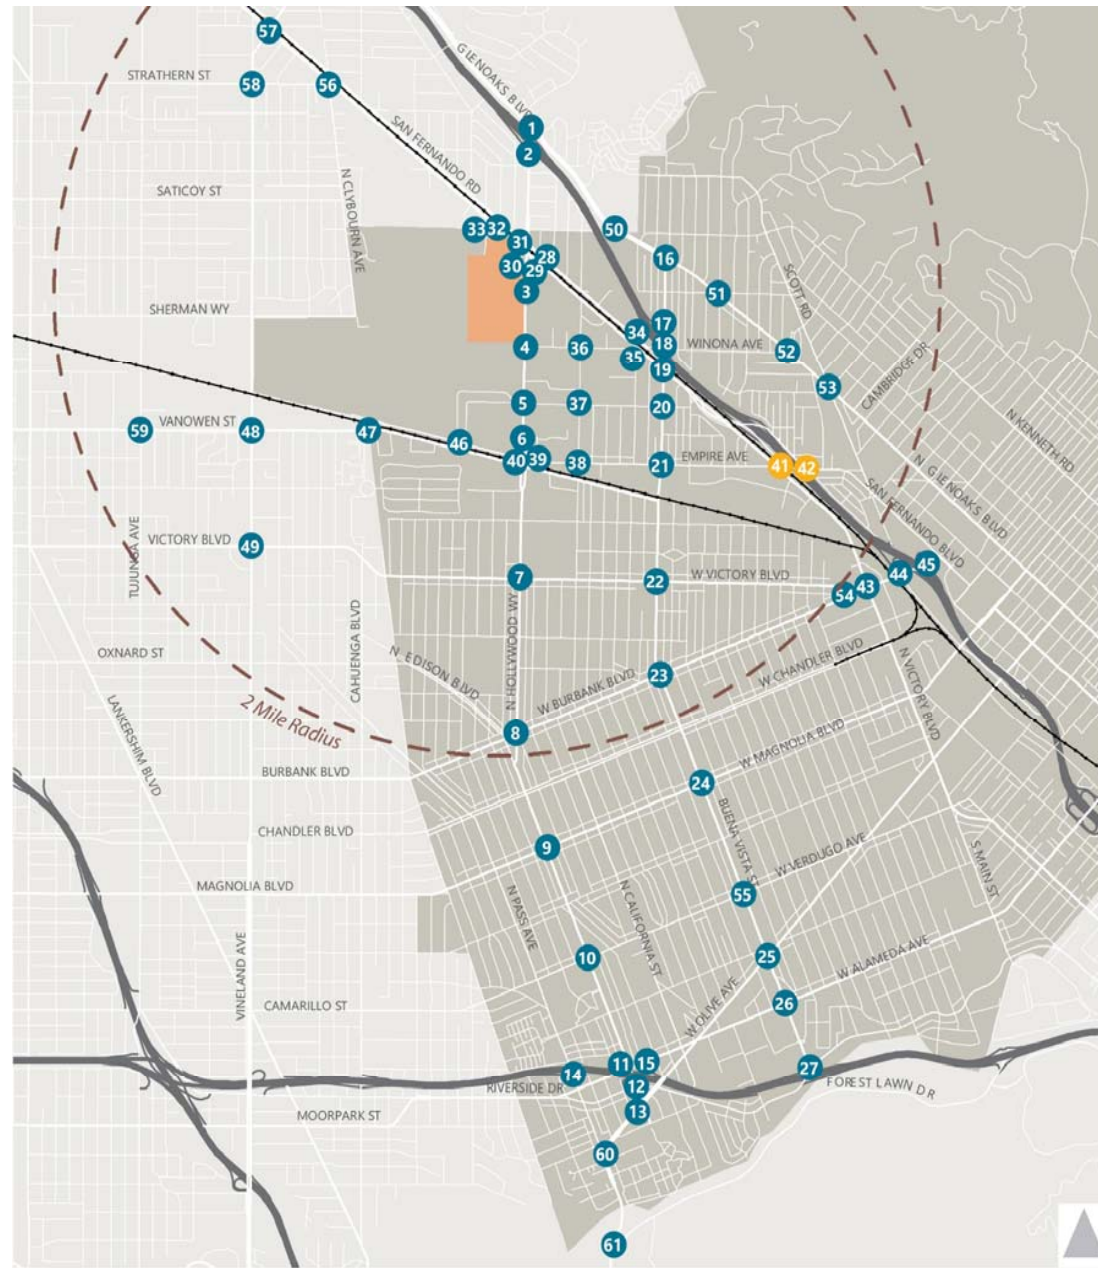 57
GLENOAKS BLVD
STRATHERN ST
58
56
SAN FERNANDO RD
1
2
SATICOY ST
N CLYBOURN AVE
33
32
31
28
30
29
3
50
16
51
SCOTT RD
SHERMAN WY
17
34
18
WINONA AVE
4
36
35
19
52
53
CAMBRIDGE DR
5
37
20
N KENNETH RD
VANOWEN ST
59
48
47
46
6
40
39
38
21
EMPIRE AVE
41
42
N GLENOAKS BLVD
SAN FERNANDO BLVD
TUJUNGA AVE
VICTORY BLVD
49
7
22
W VICTORY BLVD
54
43
44
45
OXNARD ST
CAHUENGA BLVD
N EDISON BLVD
N HOLLYWOOD WY
W BURBANK BLVD
23
W CHANDLER BLVD
N VICTORY BLVD
2 Mile Radius
8
LANKERSHIM BLVD
BURBANK BLVD
24
W MAGNOLIA BLVD
CHANDLER BLVD
9
BUENA VISTA ST
W VERDUGO AVE
S MAIN ST
MAGNOLIA BLVD
N PASS AVE
N CALIFORNIA ST
55
VINELAND AVE
10
25
W ALAMEDA AVE
CAMARILLO ST
W OLIVE AVE
26
11
15
14
27
RIVERSIDE DR
12
FOREST LAWN DR
MOORPARK ST
13
60
61